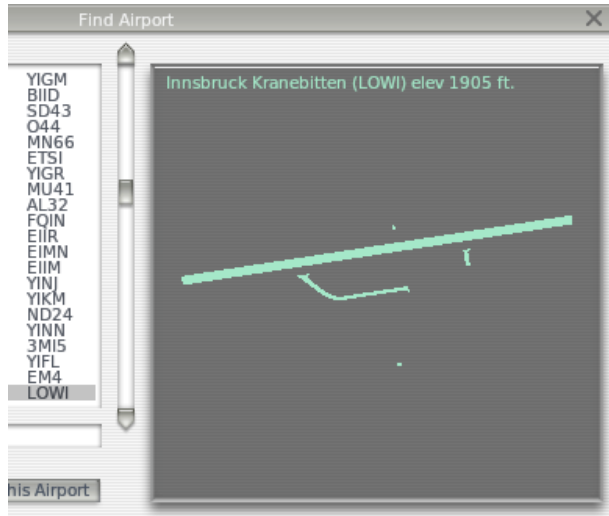 Find Airport
YIGM
BIID
SD43
O44
MN66
ETSI
YIGR
MU41
AL32
FQIN
EIIR
EIMN
EIIM
YINJ
YIKM
ND24
YINN
3MI5
YIFL
EM4
LOWI
his Airport
Innsbruck Kranebitten (LOWI) elev 1905 ft.